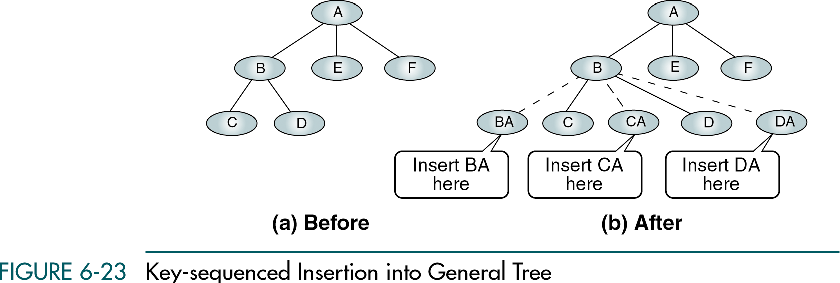 A
A
B
E
F
B
E
F
C
D
BA
C
CA
D
DA
Insert BA
here
Insert CA
here
Insert DA
here
(a) Before
(b) After
FIGURE 6-23 Key-sequenced Insertion into General Tree